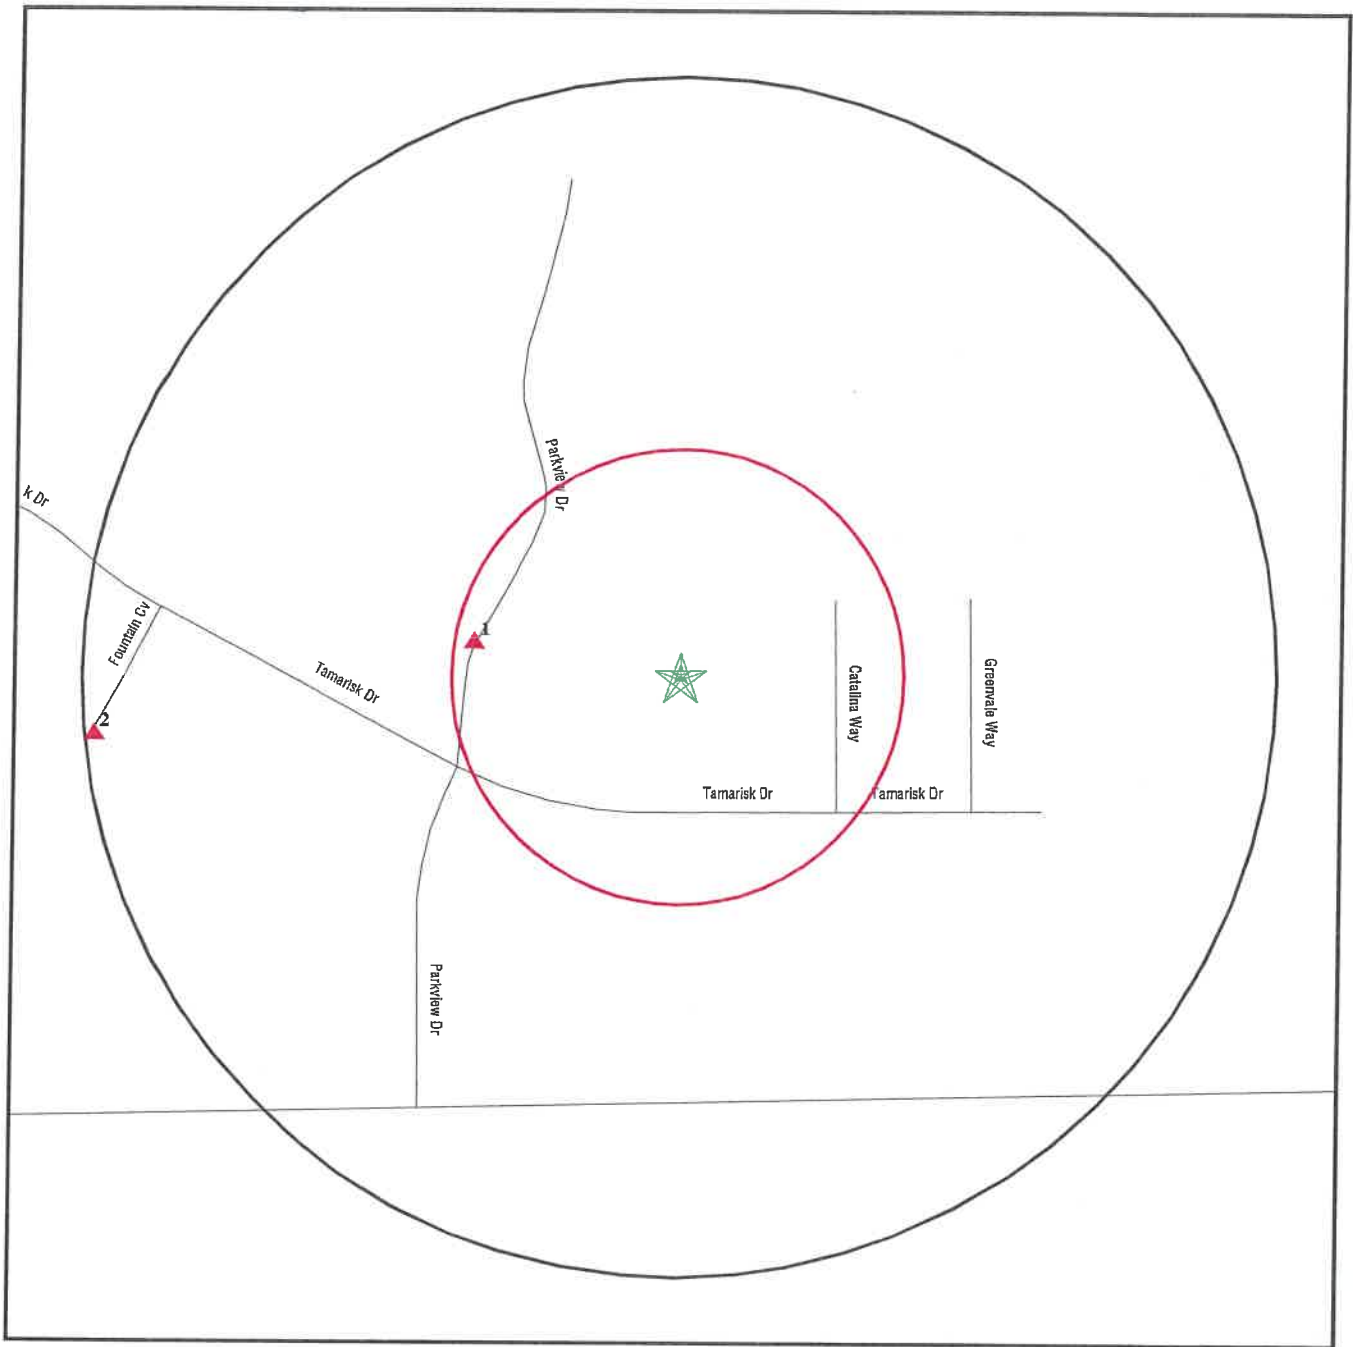 Parkview Dr
k Dr
Fountain Cv
1
Tamarisk Dr
2
Catalina Way
Greenvale Way
Tamarisk Dr
Tamarisk Dr
Parkview Dr